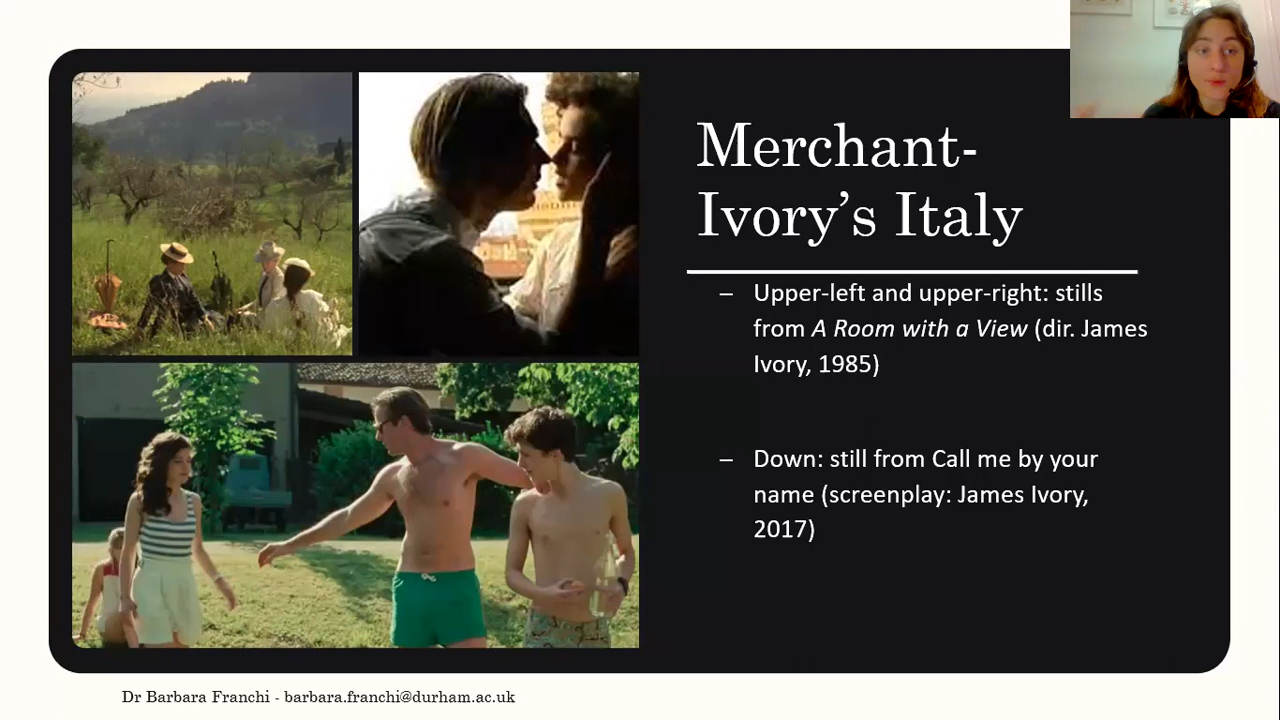 Merchant-
Ivory’s Italy
– Upper-left and upper-right: stills
from A Room with a View (dir. James
Ivory, 1985)
– Down: still from Call me by your
name (screenplay: James Ivory,
2017)
Dr Barbara Franchi - barbara.franchi@durham.ac.uk